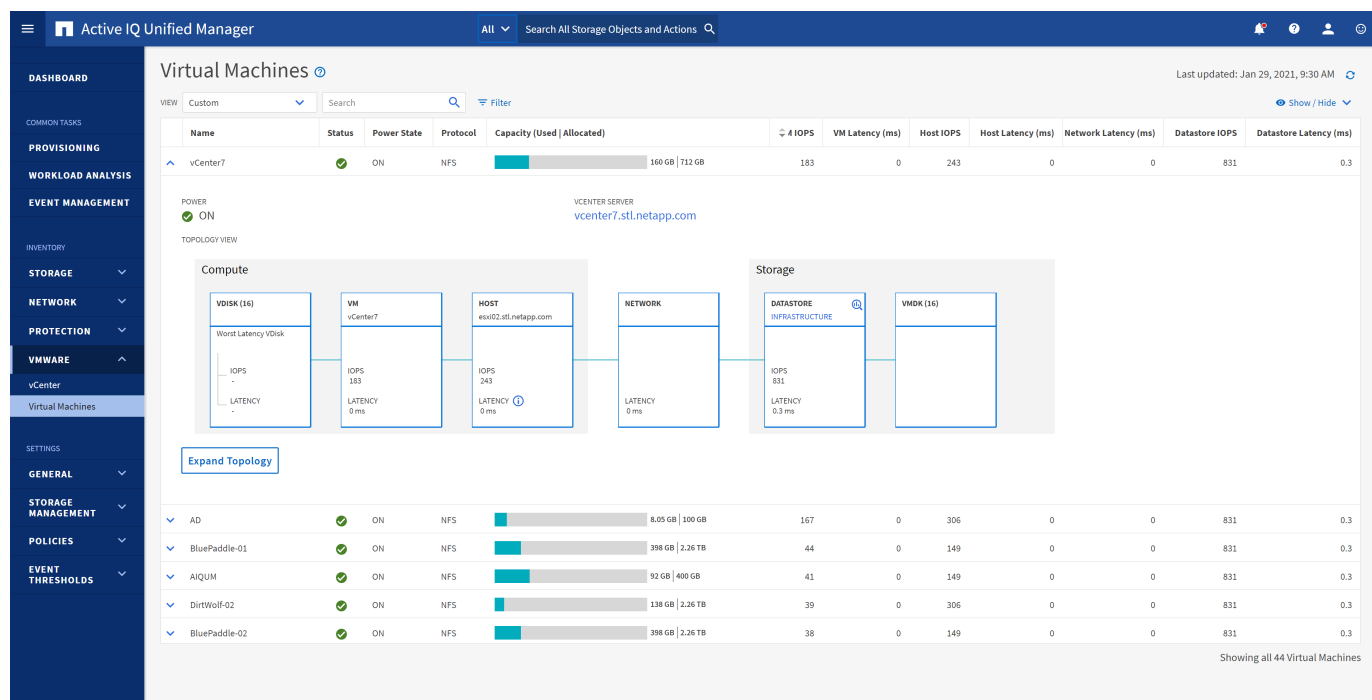 Active IQ Unified Manager
All
Search All Storage Objects and Actions
DASHBOARD
COMMON TASKS
PROVISIONING
WORKLOAD ANALYSIS
EVENT MANAGEMENT
INVENTORY
STORAGE
NETWORK
PROTECTION
VMWARE
vCenter
Virtual Machines
SETTINGS
GENERAL
STORAGE
MANAGEMENT
POLICIES
EVENT
THRESHOLDS
Virtual Machines
Last updated: Jan 29, 2021, 9:30 AM
VIEW Custom Search Filter Show / Hide
Name Status Power State Protocol Capacity (Used | Allocated) IOPS VM Latency (ms) Host IOPS Host Latency (ms) Network Latency (ms) Datastore IOPS Datastore Latency (ms)
vCenter7 ON NFS 160 GB | 712 GB 183 0 243 0 0 831 0.3
POWER
ON
VCENTER SERVER
vcenter7.stl.netapp.com
TOPOLOGY VIEW
Compute
VDISK (16)
Worst Latency VDisk
IOPS
-
LATENCY
-
VM
vCenter7
IOPS
183
LATENCY
0 ms
HOST
esxi02.stl.netapp.com
IOPS
243
LATENCY
0 ms
NETWORK
LATENCY
0 ms
Storage
DATASTORE
INFRASTRUCTURE
IOPS
831
LATENCY
0.3 ms
VMDK (16)
Expand Topology
AD ON NFS 8.05 GB | 100 GB 167 0 306 0 0 831 0.3
BluePaddle-01 ON NFS 398 GB | 2.26 TB 44 0 149 0 0 831 0.3
AIQUM ON NFS 92 GB | 400 GB 41 0 149 0 0 831 0.3
DirtWolf-02 ON NFS 138 GB | 2.26 TB 39 0 306 0 0 831 0.3
BluePaddle-02 ON NFS 398 GB | 2.26 TB 38 0 149 0 0 831 0.3
Showing all 44 Virtual Machines